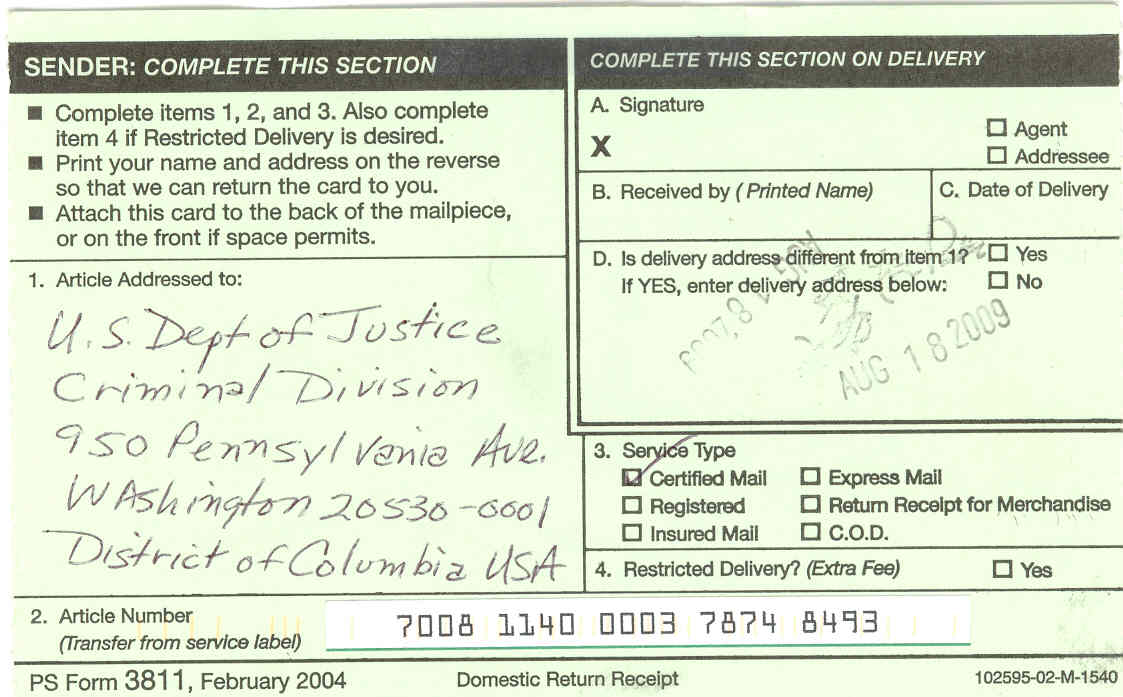 SENDER: COMPLETE THIS SECTION
■ Complete items 1, 2, and 3. Also complete
item 4 if Restricted Delivery is desired.
■ Print your name and address on the reverse
so that we can return the card to you.
■ Attach this card to the back of the mailpiece,
or on the front if space permits.
1. Article Addressed to:
U.S. Dept of Justice
Criminal Division
950 Pennsylvania Ave.
WAshington 20530-0001
District of Columbia USA
COMPLETE THIS SECTION ON DELIVERY
A. Signature
X
☐ Agent
☐ Addressee
B. Received by (Printed Name)
C. Date of Delivery
D. Is delivery address different from item 1? ☐ Yes
If YES, enter delivery address below: ☐ No
AUG 18 2009
3. Service Type
☑ Certified Mail ☐ Express Mail
☐ Registered ☐ Return Receipt for Merchandise
☐ Insured Mail ☐ C.O.D.
4. Restricted Delivery? (Extra Fee) ☐ Yes
2. Article Number
(Transfer from service label)
7008 1140 0003 7874 8493
PS Form 3811, February 2004 Domestic Return Receipt 102595-02-M-1540